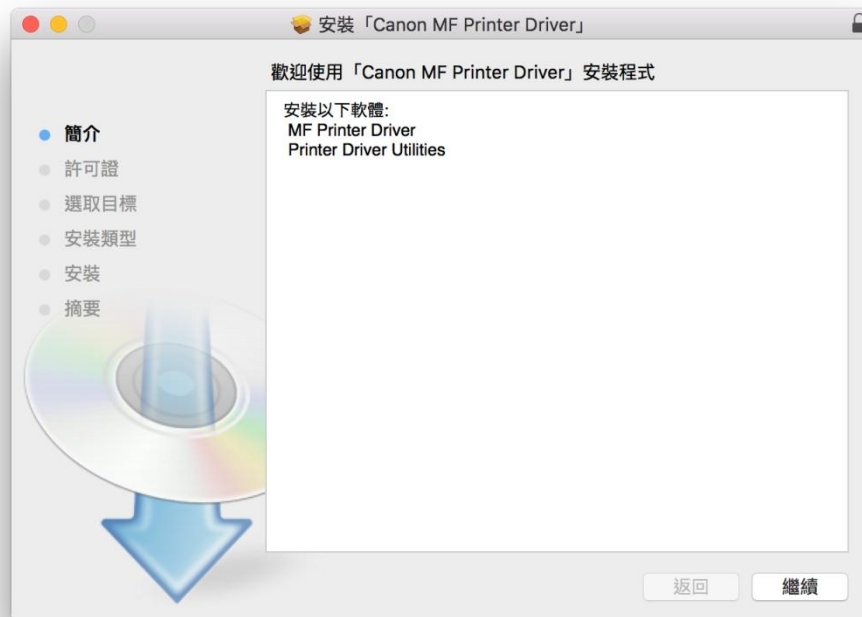 安裝「Canon MF Printer Driver」
歡迎使用「Canon MF Printer Driver」安裝程式
簡介
許可證
選取目標
安裝類型
安裝
摘要
安裝以下軟體:
MF Printer Driver
Printer Driver Utilities
返回
繼續